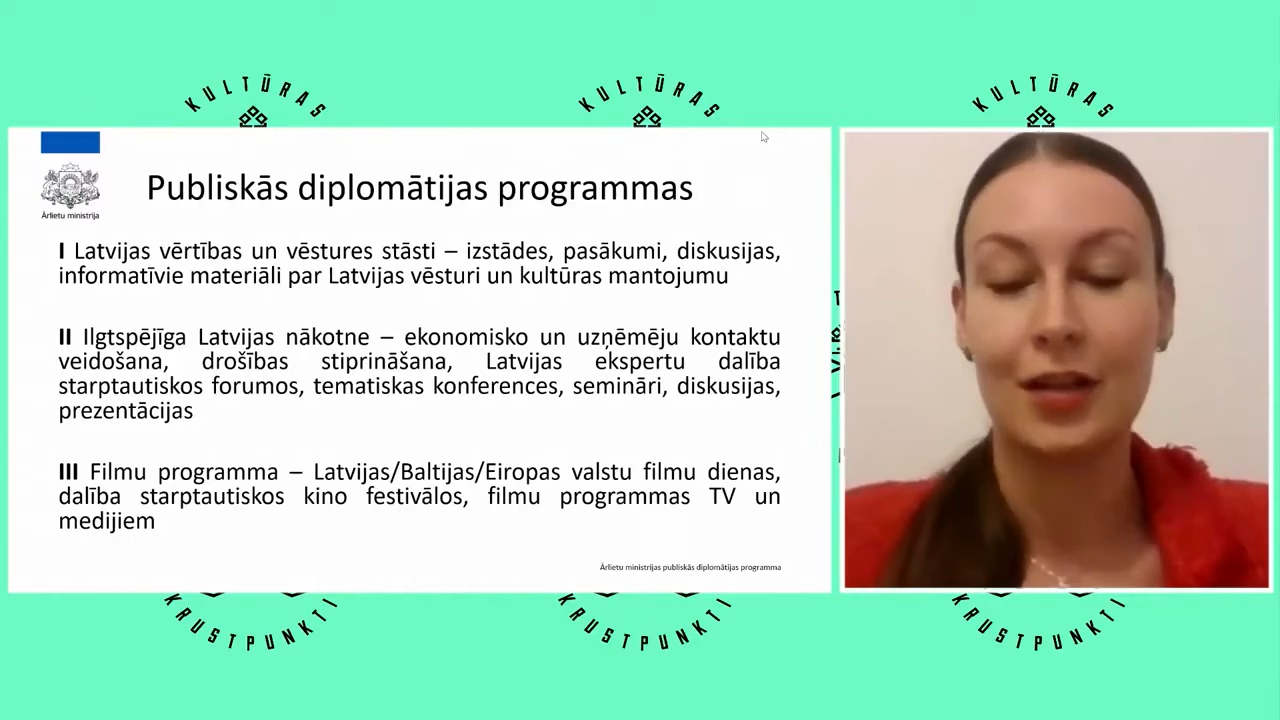 KULTŪRAS
KULTŪRAS
KULTŪRAS
Ārlietu ministrija
Publiskās diplomātijas programmas
I Latvijas vērtības un vēstures stāsti – izstādes, pasākumi, diskusijas,
informatīvie materiāli par Latvijas vēsturi un kultūras mantojumu
II Ilgtspējīga Latvijas nākotne – ekonomisko un uzņēmēju kontaktu
veidošana, drošības stiprināšana, Latvijas ekspertu dalība
starptautiskos forumos, tematiskas konferences, semināri, diskusijas,
prezentācijas
III Filmu programma – Latvijas/Baltijas/Eiropas valstu filmu dienas,
dalība starptautiskos kino festivālos, filmu programmas TV un
medijiem
Ārlietu ministrijas publiskās diplomātijas programma
KRUSTPUNKTI
KRUSTPUNKTI
KRUSTPUNKTI